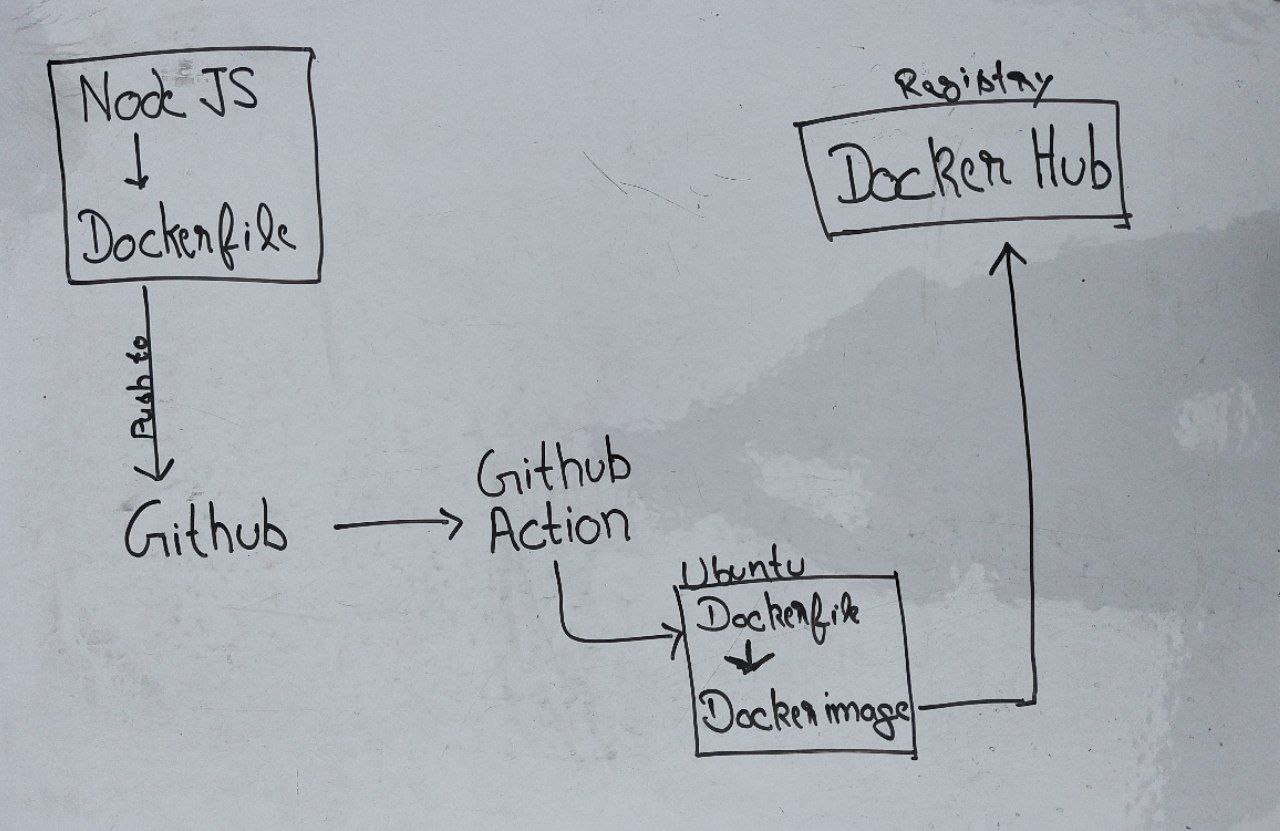 Node JS
Dockerfile
Push to
Github
Github
Action
Ubuntu
Dockerfile
Docker image
Registry
Docker Hub